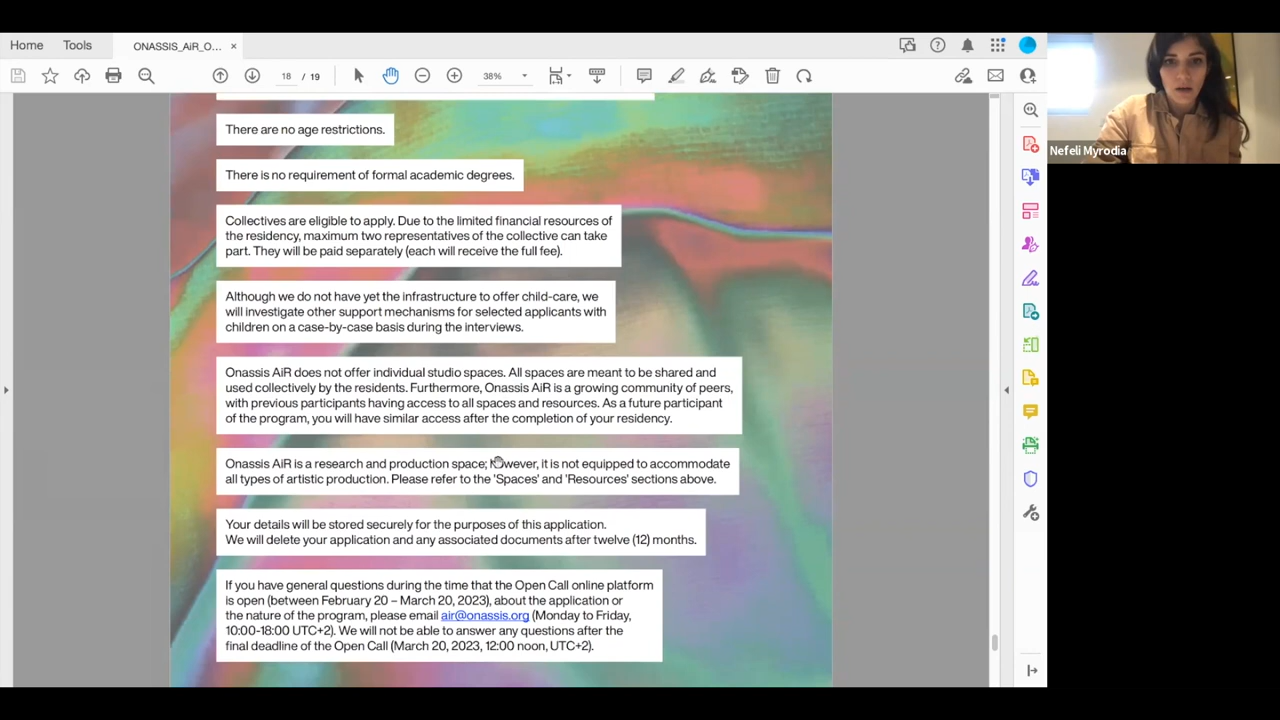 Home
Tools
ONASSIS_AiR_O...
18 / 19
38%
There are no age restrictions.
There is no requirement of formal academic degrees.
Collectives are eligible to apply. Due to the limited financial resources of
the residency, maximum two representatives of the collective can take
part. They will be paid separately (each will receive the full fee).
Although we do not have yet the infrastructure to offer child-care, we
will investigate other support mechanisms for selected applicants with
children on a case-by-case basis during the interviews.
Onassis AiR does not offer individual studio spaces. All spaces are meant to be shared and
used collectively by the residents. Furthermore, Onassis AiR is a growing community of peers,
with previous participants having access to all spaces and resources. As a future participant
of the program, you will have similar access after the completion of your residency.
Onassis AiR is a research and production space; however, it is not equipped to accommodate
all types of artistic production. Please refer to the 'Spaces' and 'Resources' sections above.
Your details will be stored securely for the purposes of this application.
We will delete your application and any associated documents after twelve (12) months.
If you have general questions during the time that the Open Call online platform
is open (between February 20 – March 20, 2023), about the application or
the nature of the program, please email air@onassis.org (Monday to Friday,
10:00-18:00 UTC+2). We will not be able to answer any questions after the
final deadline of the Open Call (March 20, 2023, 12:00 noon, UTC+2).
Nefeli Myrodia